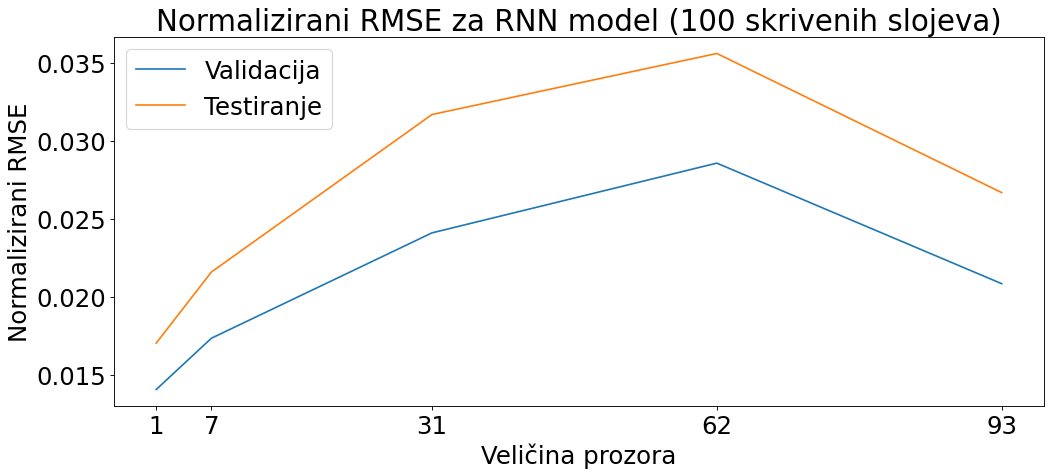 Normalizirani RMSE za RNN model (100 skrivenih slojeva)
Validacija
Testiranje
Normalizirani RMSE
0.035
0.030
0.025
0.020
0.015
1 7 31 62 93
Veličina prozora